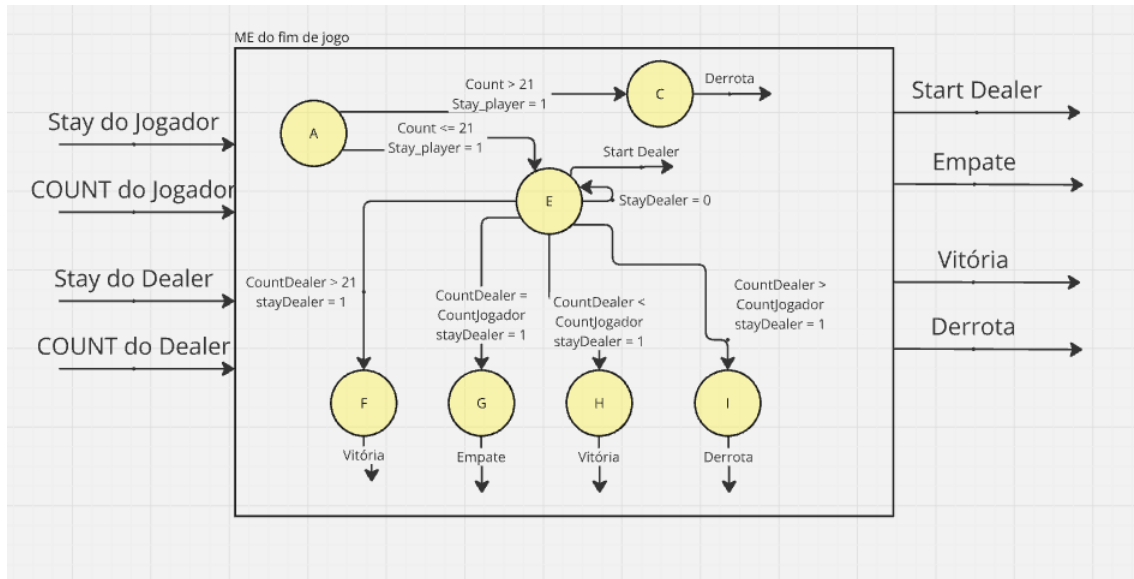 ME do fim de jogo
Stay do Jogador
COUNT do Jogador
Stay do Dealer
COUNT do Dealer
A
Count > 21
Stay_player = 1
C
Derrota
Count <= 21
Stay_player = 1
Start Dealer
E
StayDealer = 0
CountDealer > 21
stayDealer = 1
CountDealer =
CountJogador
stayDealer = 1
CountDealer <
CountJogador
stayDealer = 1
CountDealer >
CountJogador
stayDealer = 1
F
G
H
I
Vitória
Empate
Vitória
Derrota
Start Dealer
Empate
Vitória
Derrota